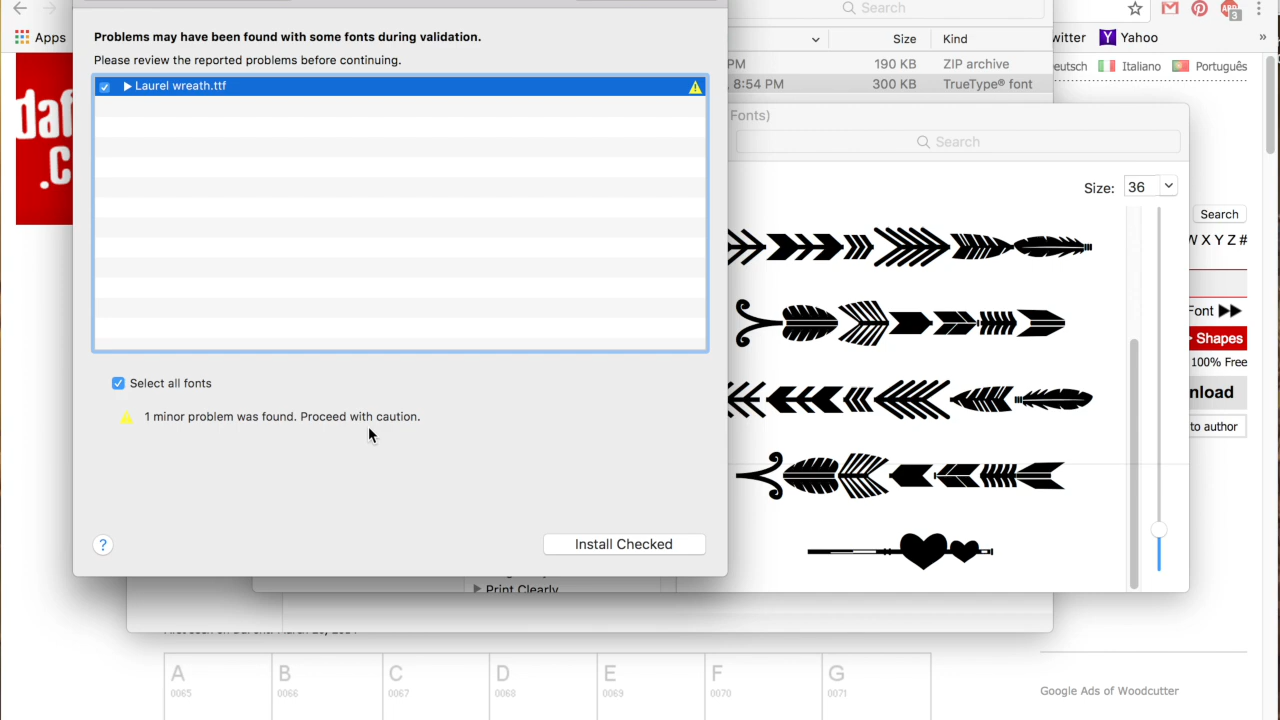 Search
3
Apps
witter
Yahoo
»
Problems may have been found with some fonts during validation.
Please review the reported problems before continuing.
Laurel wreath.ttf
Size
Kind
PM
190 KB
ZIP archive
8:54 PM
300 KB
TrueType® font
eutsch
Italiano
Português
daf
.c
Fonts)
Search
Size:
36
Search
W X Y Z #
Font
Shapes
100% Free
nload
to author
Select all fonts
1 minor problem was found. Proceed with caution.
?
Install Checked
Print Clearly
A
0065
B
0066
C
0067
D
0068
E
0069
F
0070
G
0071
Google Ads of Woodcutter